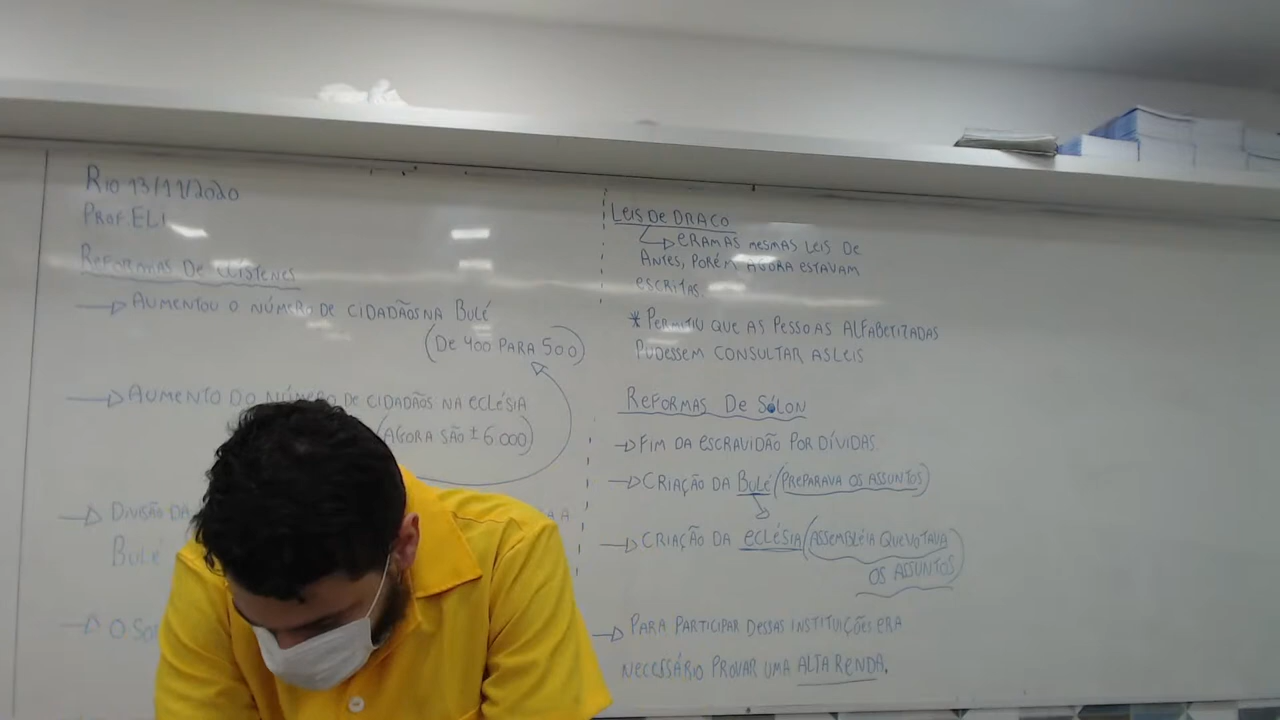 RIO 13/11/2020
PROF. ELI
REFORMAS DE CLÍSTENES
AUMENTOU O NÚMERO DE CIDADÃOS NA BULÉ
(DE 400 PARA 500)
AUMENTO DO NÚMERO DE CIDADÃOS NA ECLÉSIA
(AGORA SÃO ± 6.000)
DIVISÃO DA
BULÉ
O
LEIS DE DRACO
ERAM AS MESMAS LEIS DE
ANTES, PORÉM AGORA ESTAVAM
ESCRITAS.
* PERMITIU QUE AS PESSOAS ALFABETIZADAS
PUDESSEM CONSULTAR AS LEIS
REFORMAS DE SÓLON
FIM DA ESCRAVIDÃO POR DÍVIDAS.
CRIAÇÃO DA BULÉ (PREPARAVA OS ASSUNTOS)
CRIAÇÃO DA ECLÉSIA (ASSEMBLÉIA QUE VOTAVA
OS ASSUNTOS)
PARA PARTICIPAR DESSAS INSTITUIÇÕES ERA
NECESSÁRIO PROVAR UMA ALTA RENDA.